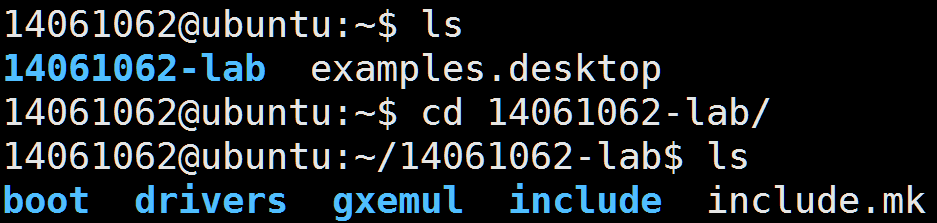 14061062@ubuntu:~$ ls
14061062-lab  examples.desktop
14061062@ubuntu:~$ cd 14061062-lab/
14061062@ubuntu:~/14061062-lab$ ls
boot  drivers  gxemul  include  include.mk